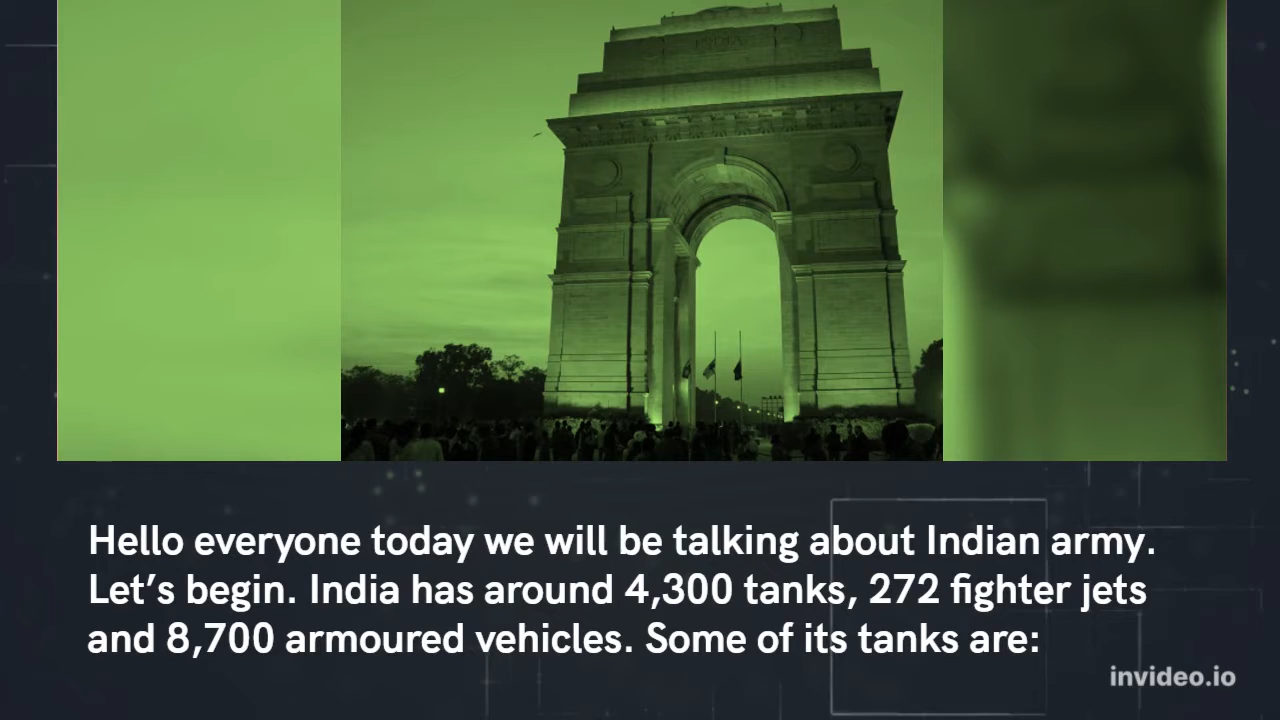 INDIA
Hello everyone today we will be talking about Indian army.
Let’s begin. India has around 4,300 tanks, 272 fighter jets
and 8,700 armoured vehicles. Some of its tanks are:
invideo.io